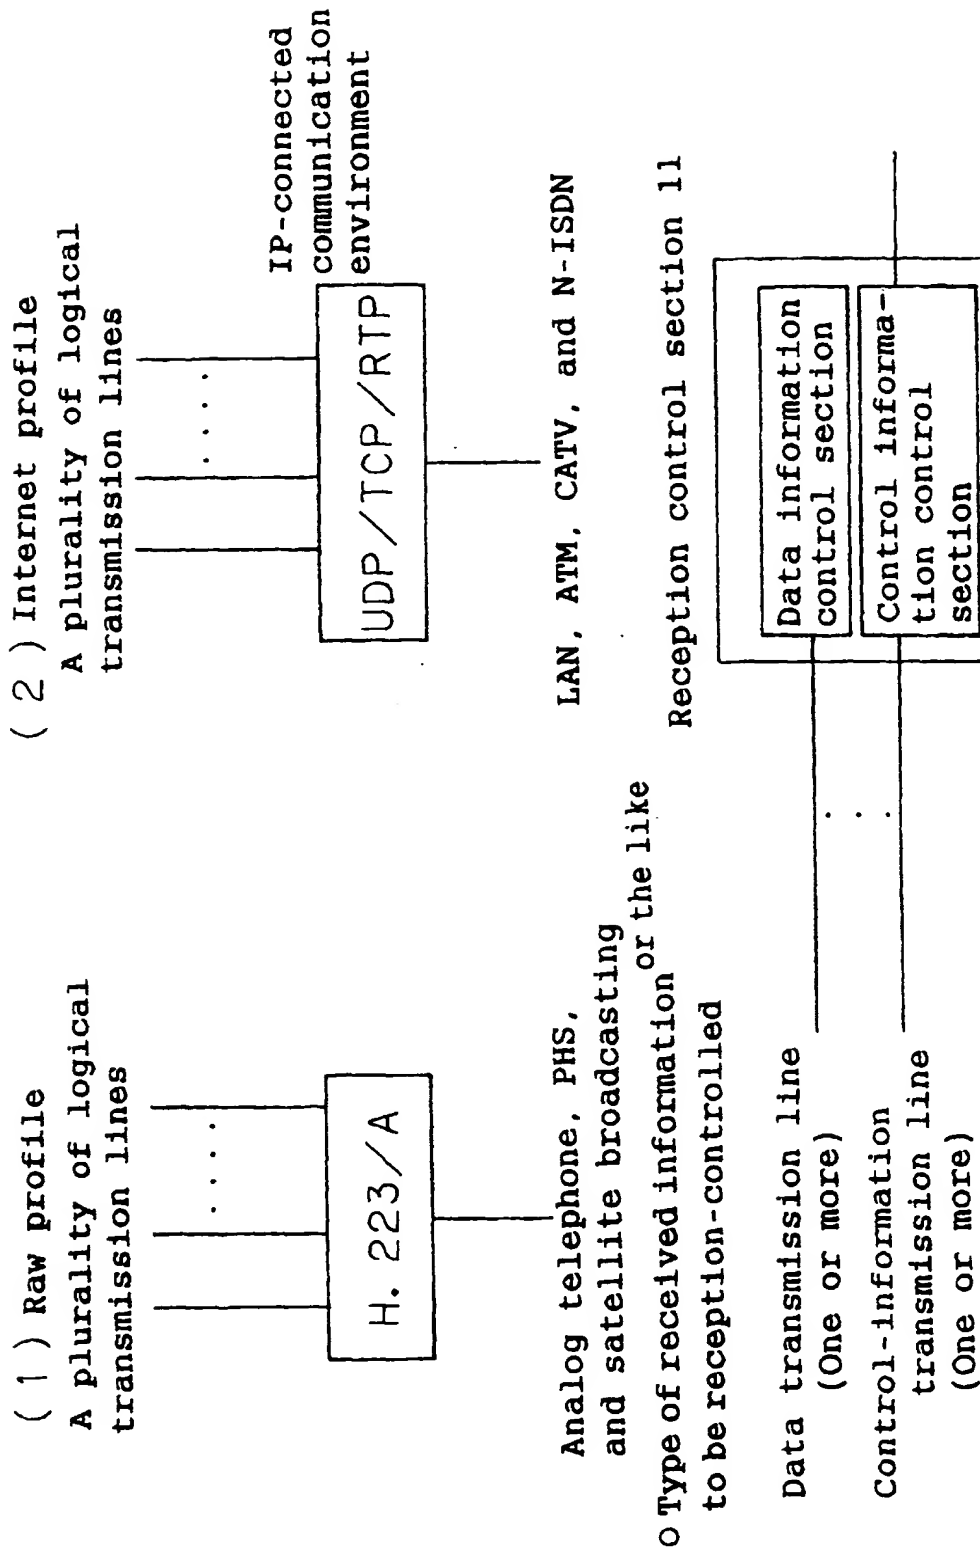 ( 1 ) Raw profile
A plurality of logical
transmission lines
.....
H. 223/A
Analog telephone, PHS,
and satellite broadcasting
or the like
( 2 ) Internet profile
A plurality of logical
transmission lines
.....
IP-connected
communication
environment
UDP/TCP/RTP
LAN, ATM, CATV, and N-ISDN
o Type of received information
to be reception-controlled
Reception control section 11
Data transmission line
(One or more)
...
Control-information
transmission line
(One or more)
Data information
control section
Control informa-
tion control
section